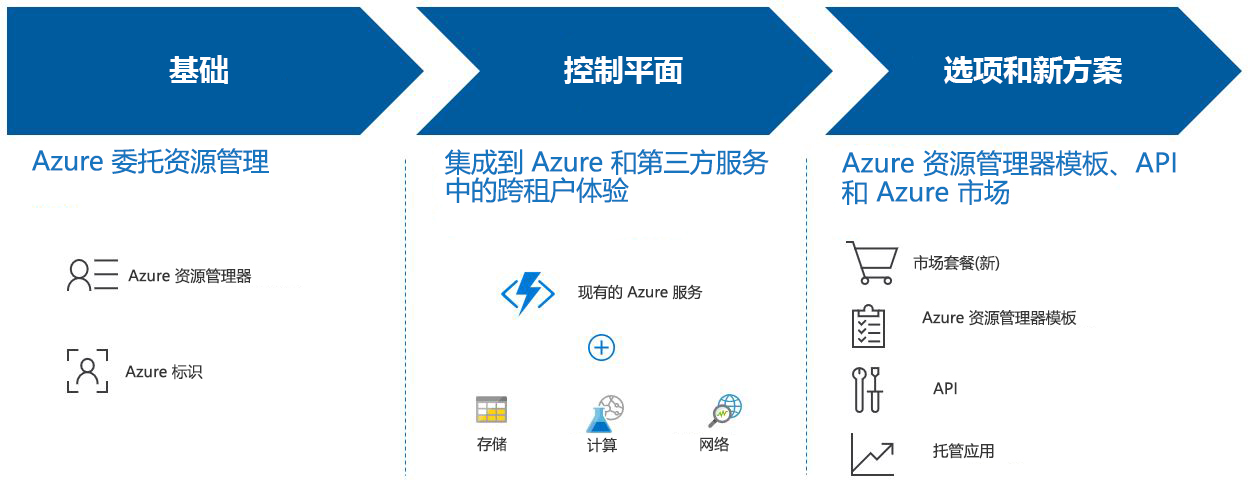 基础
控制平面
选项和新方案
Azure 委托资源管理
集成到 Azure 和第三方服务
中的跨租户体验
Azure 资源管理器模板、API
和 Azure 市场
Azure 资源管理器
Azure 标识
现有的 Azure 服务
存储
计算
网络
市场套餐(新)
Azure 资源管理器模板
API
托管应用